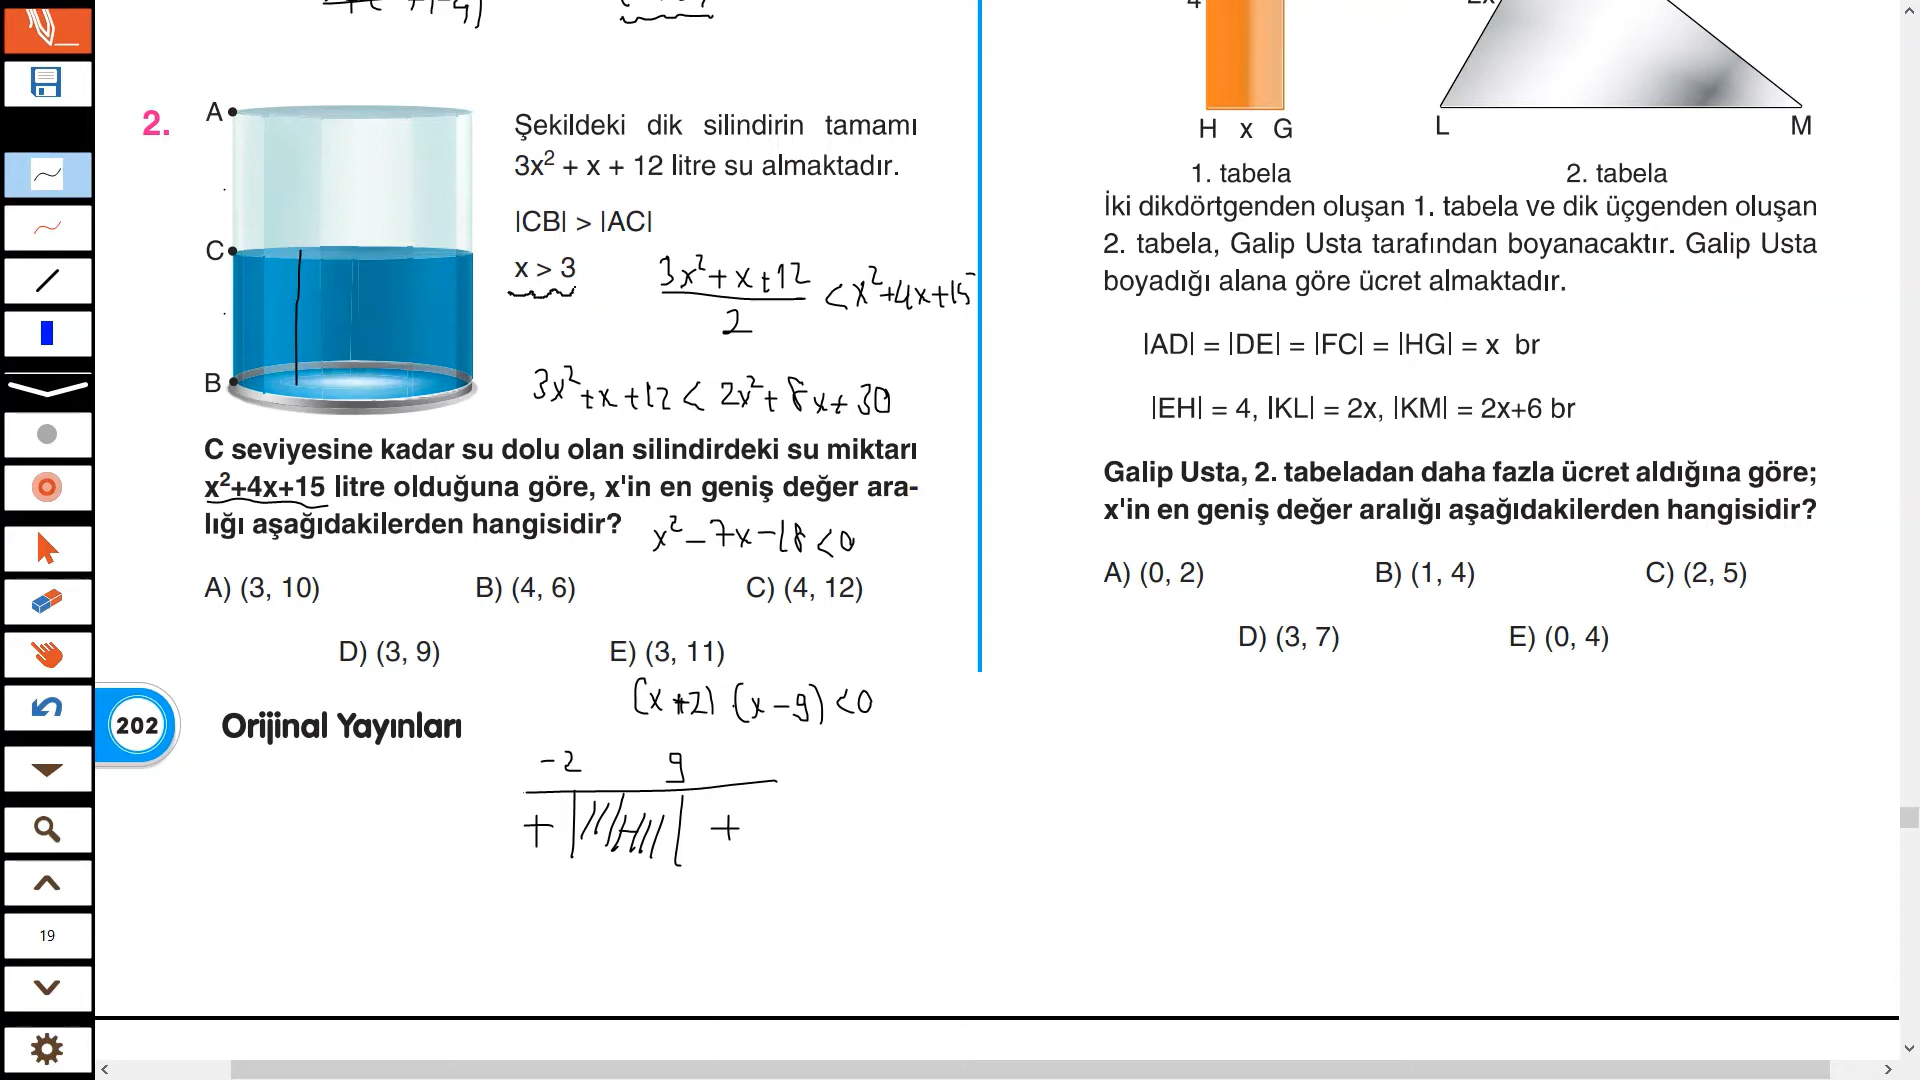 2.
A
C
B
Şekildeki dik silindirin tamamı
3x² + x + 12 litre su almaktadır.
|CB| > |AC|
x > 3
3x²+x+12
2
<x²+4x+15
3x²+x+12 < 2x²+8x+30
C seviyesine kadar su dolu olan silindirdeki su miktarı
x²+4x+15 litre olduğuna göre, x'in en geniş değer ara-
lığı aşağıdakilerden hangisidir?
x²-7x-18<0
A) (3, 10) B) (4, 6) C) (4, 12)
D) (3, 9) E) (3, 11)
(x+2) (x-9) <0
-2 9
+ +
202
Orijinal Yayınları
4
H x G
1. tabela
2x
L M
2. tabela
İki dikdörtgenden oluşan 1. tabela ve dik üçgenden oluşan
2. tabela, Galip Usta tarafından boyanacaktır. Galip Usta
boyadığı alana göre ücret almaktadır.
|AD| = |DE| = |FC| = |HG| = x br
|EH| = 4, |KL| = 2x, |KM| = 2x+6 br
Galip Usta, 2. tabeladan daha fazla ücret aldığına göre;
x'in en geniş değer aralığı aşağıdakilerden hangisidir?
A) (0, 2) B) (1, 4) C) (2, 5)
D) (3, 7) E) (0, 4)
19